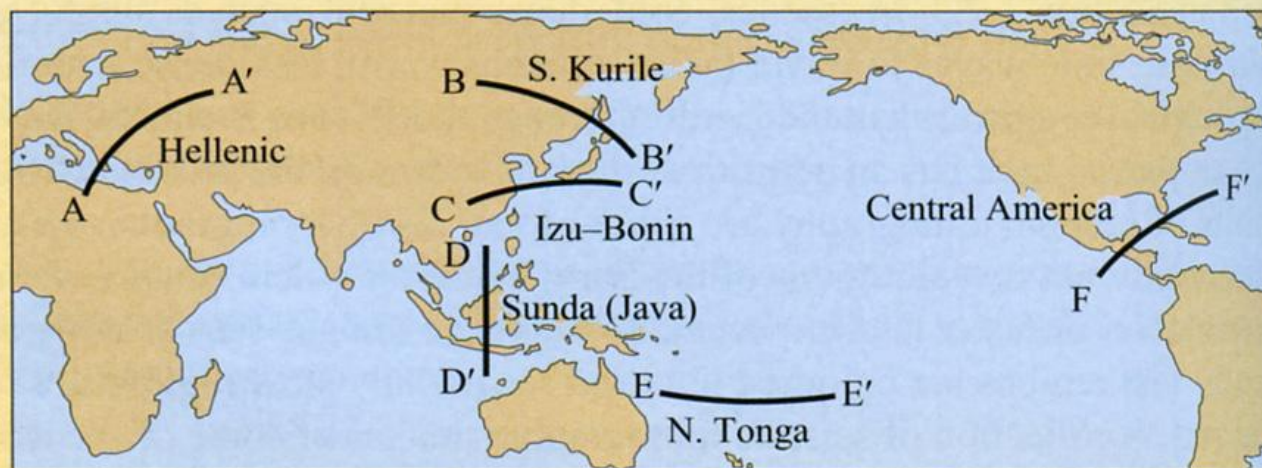 A′
B
S. Kurile
Hellenic
B′
A
C
C′
F′
Central America
Izu–Bonin
D
F
Sunda (Java)
D′
E
E′
N. Tonga